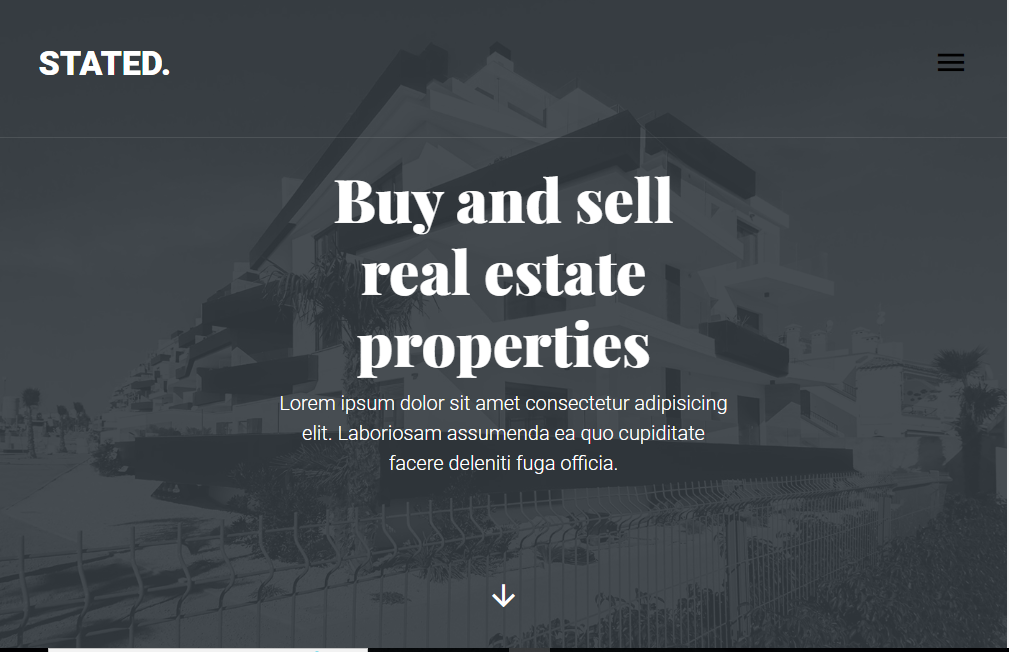 STATED.
Buy and sell
real estate
properties
Lorem ipsum dolor sit amet consectetur adipisicing
elit. Laboriosam assumenda ea quo cupiditate
facere deleniti fuga officia.